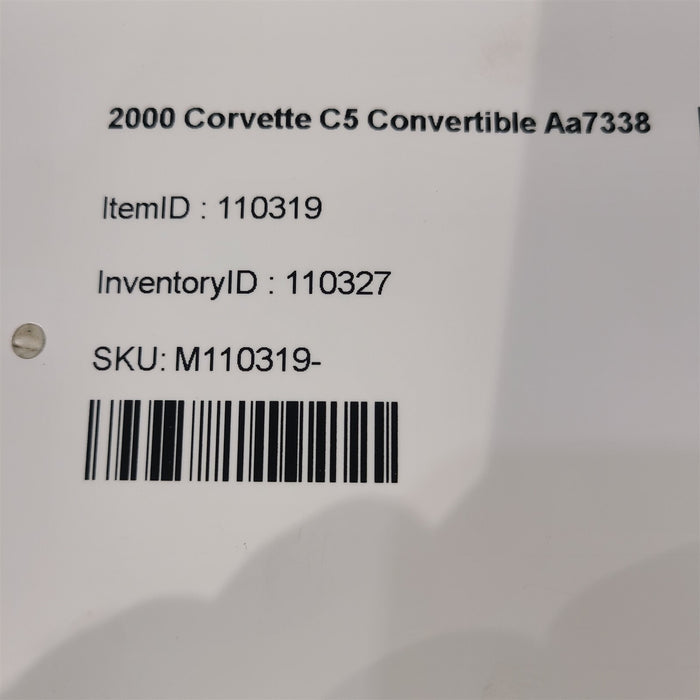 2000 Corvette C5 Convertible Aa7338
ItemID : 110319
InventoryID : 110327
SKU: M110319-